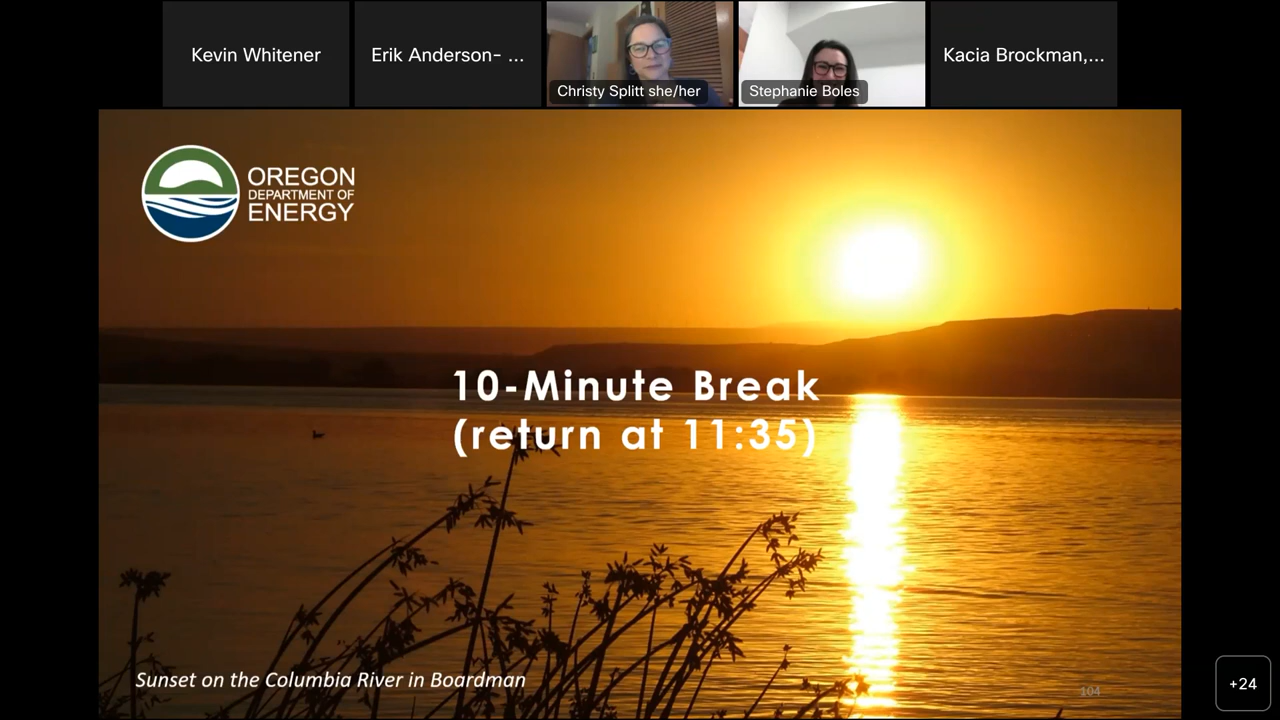 Kevin Whitener
Erik Anderson- ...
Christy Splitt she/her
Stephanie Boles
Kacia Brockman,...
OREGON
DEPARTMENT OF
ENERGY
10-Minute Break
(return at 11:35)
Sunset on the Columbia River in Boardman
104
+24